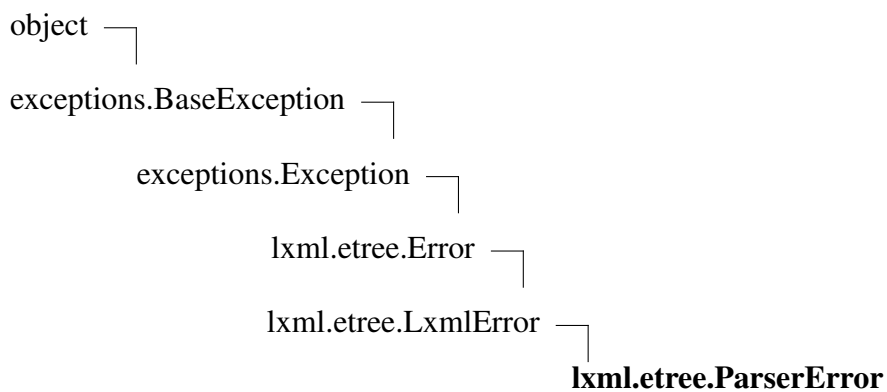 object
exceptions.BaseException
exceptions.Exception
lxml.etree.Error
lxml.etree.LxmlError
lxml.etree.ParserError